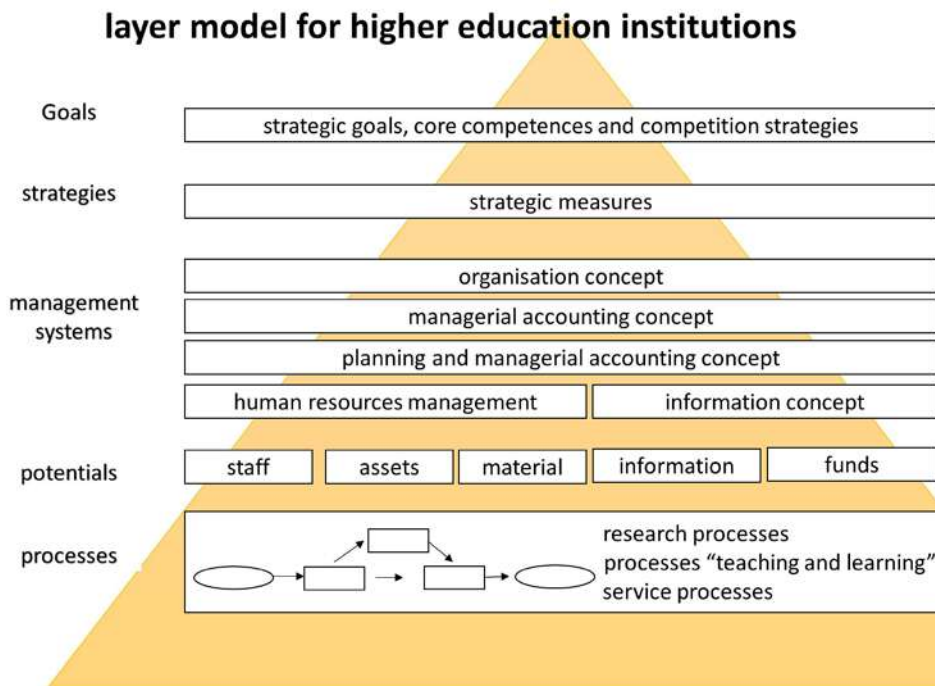 layer model for higher education institutions
Goals
strategic goals, core competences and competition strategies
strategies
strategic measures
management
systems
organisation concept
managerial accounting concept
planning and managerial accounting concept
human resources management
information concept
potentials
staff
assets
material
information
funds
processes
research processes
processes “teaching and learning”
service processes